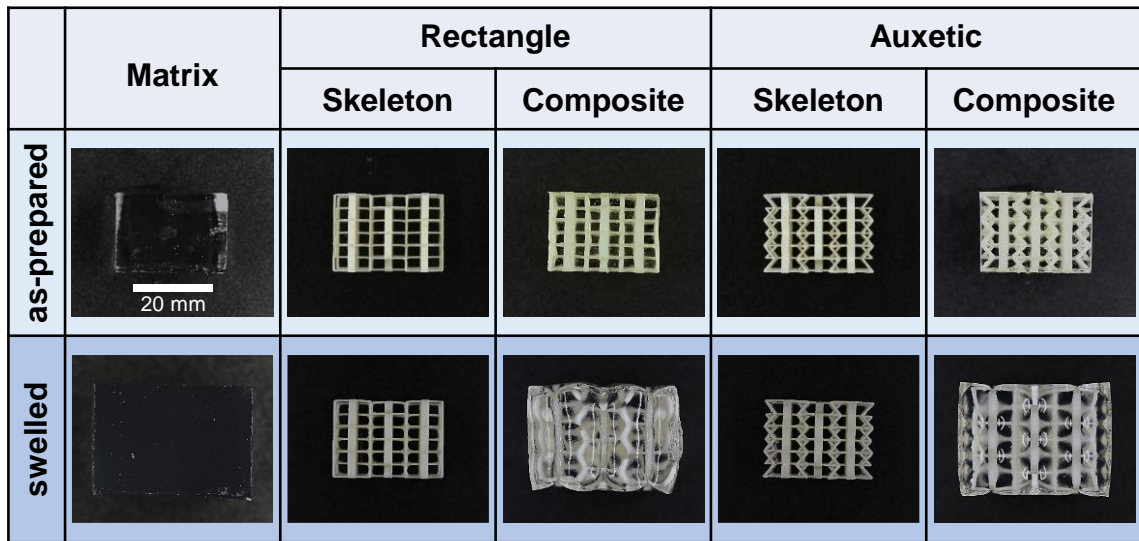 Matrix
Rectangle
Auxetic
Skeleton
Composite
Skeleton
Composite
as-prepared
20 mm
swelled